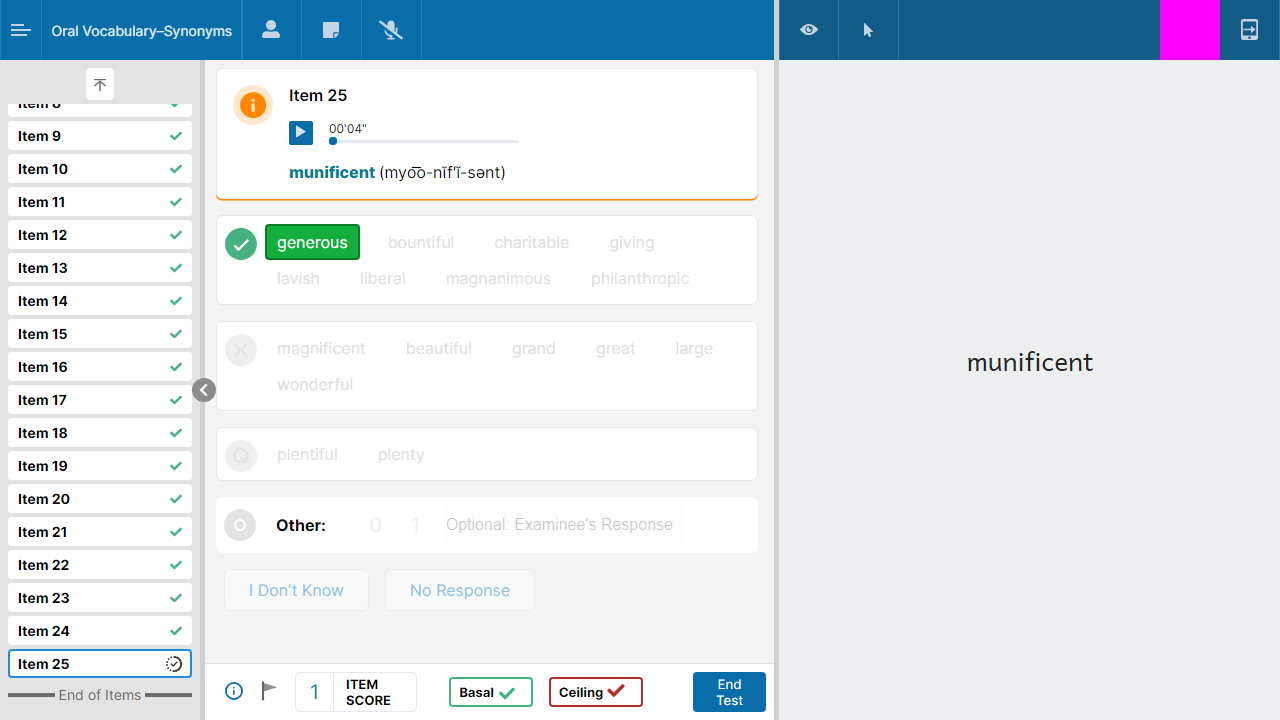 Oral Vocabulary–Synonyms
Item 8
Item 9
Item 10
Item 11
Item 12
Item 13
Item 14
Item 15
Item 16
Item 17
Item 18
Item 19
Item 20
Item 21
Item 22
Item 23
Item 24
Item 25
End of Items
Item 25
00'04"
munificent (myo͞o-nĭf'ĭ-sənt)
generous bountiful charitable giving
lavish liberal magnanimous philanthropic
magnificent beautiful grand great large
wonderful
Q plentiful plenty
Other: 0 1 Optional: Examinee's Response
I Don't Know No Response
1 ITEM SCORE
Basal
Ceiling
End Test
munificent